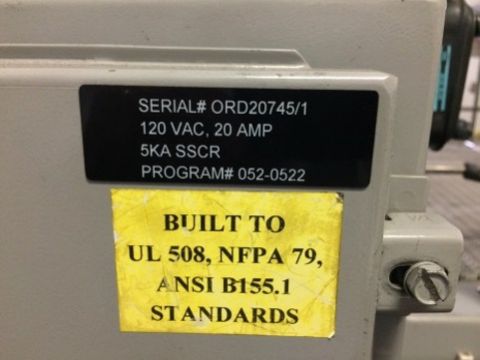 SERIAL# ORD20745/1
120 VAC, 20 AMP
5KA SSCR
PROGRAM# 052-0522
BUILT TO
UL 508, NFPA 79,
ANSI B155.1
STANDARDS